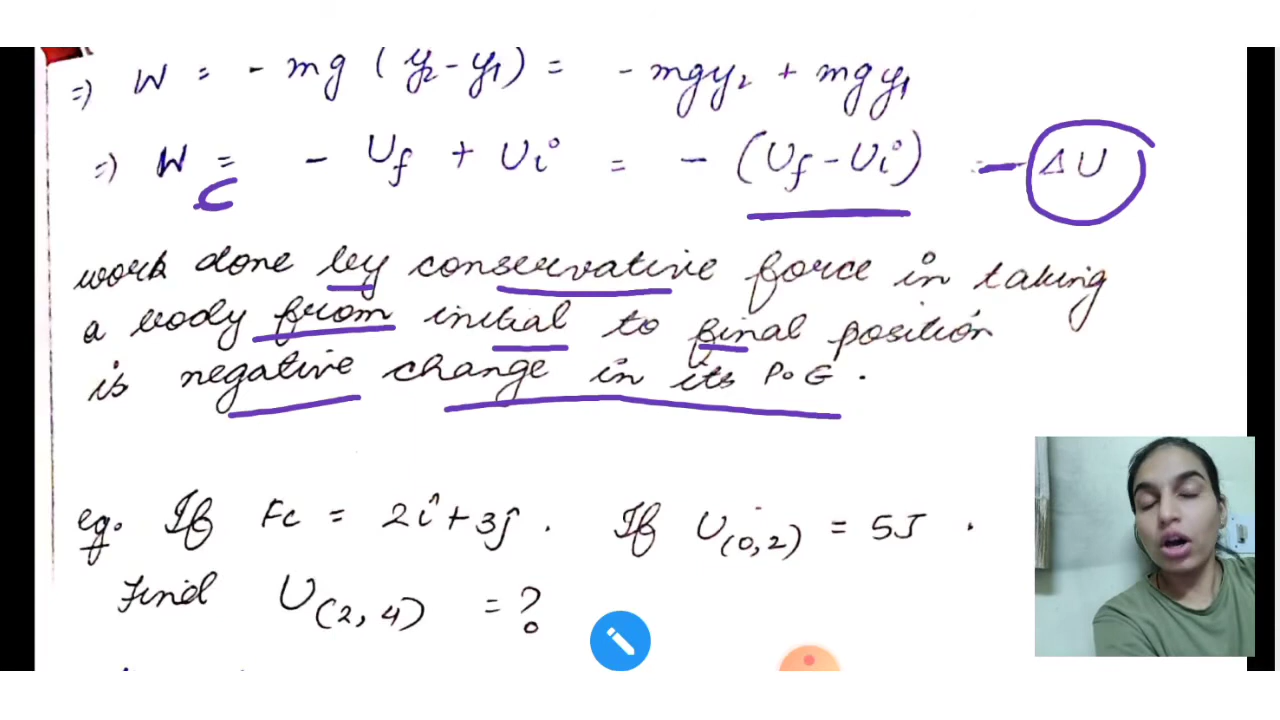 =) W = - mg (y₂ - y₁) = - mgy₂ + mgy₁
=) W = - Uf + Ui = - (Uf - Ui) = - ΔU
C
work done by conservative force in taking
a body from initial to final position
is negative change in its P.E.
eg. If Fc = 2î + 3ĵ . If U(0,2) = 5J .
Find U(2,4) = ?